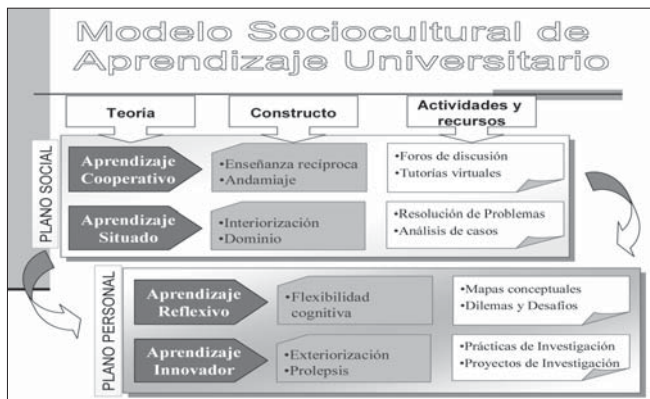 Modelo Sociocultural de
Aprendizaje Universitario
Teoría
Constructo
Actividades y
recursos
PLANO SOCIAL
Aprendizaje
Cooperativo
•Enseñanza recíproca
•Andamiaje
•Foros de discusión
•Tutorías virtuales
Aprendizaje
Situado
•Interiorización
•Dominio
•Resolución de Problemas
•Análisis de casos
PLANO PERSONAL
Aprendizaje
Reflexivo
•Flexibilidad
cognitiva
•Mapas conceptuales
•Dilemas y Desafíos
Aprendizaje
Innovador
•Exteriorización
•Prolepsis
•Prácticas de Investigación
•Proyectos de Investigación